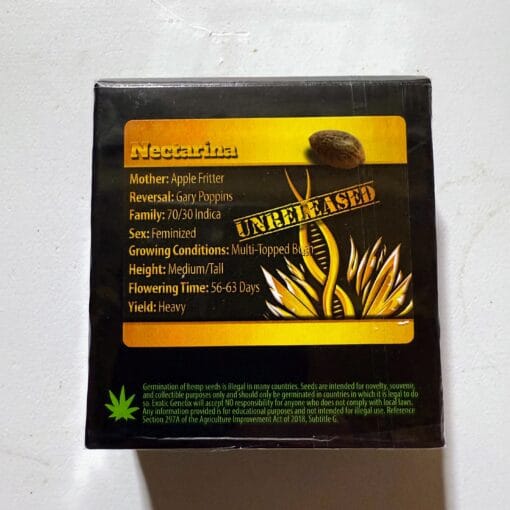 Nectarina
Mother: Apple Fritter
Reversal: Gary Poppins
Family: 70/30 Indica
UNRELEASED
Sex: Feminized
Growing Conditions: Multi-Topped Bush
Height: Medium/Tall
Flowering Time: 56-63 Days
Yield: Heavy
Germination of hemp seeds is illegal in many countries. Seeds are intended for novelty, souvenir,
and collectible purposes only and should only be germinated in countries in which it is legal to do
so. Exotic Genetix will accept NO responsibility for anyone who does not comply with local laws.
Any information provided is for educational purposes and not intended for illegal use. Reference
Section 297A of the Agriculture Improvement Act of 2018, Subtitle G.